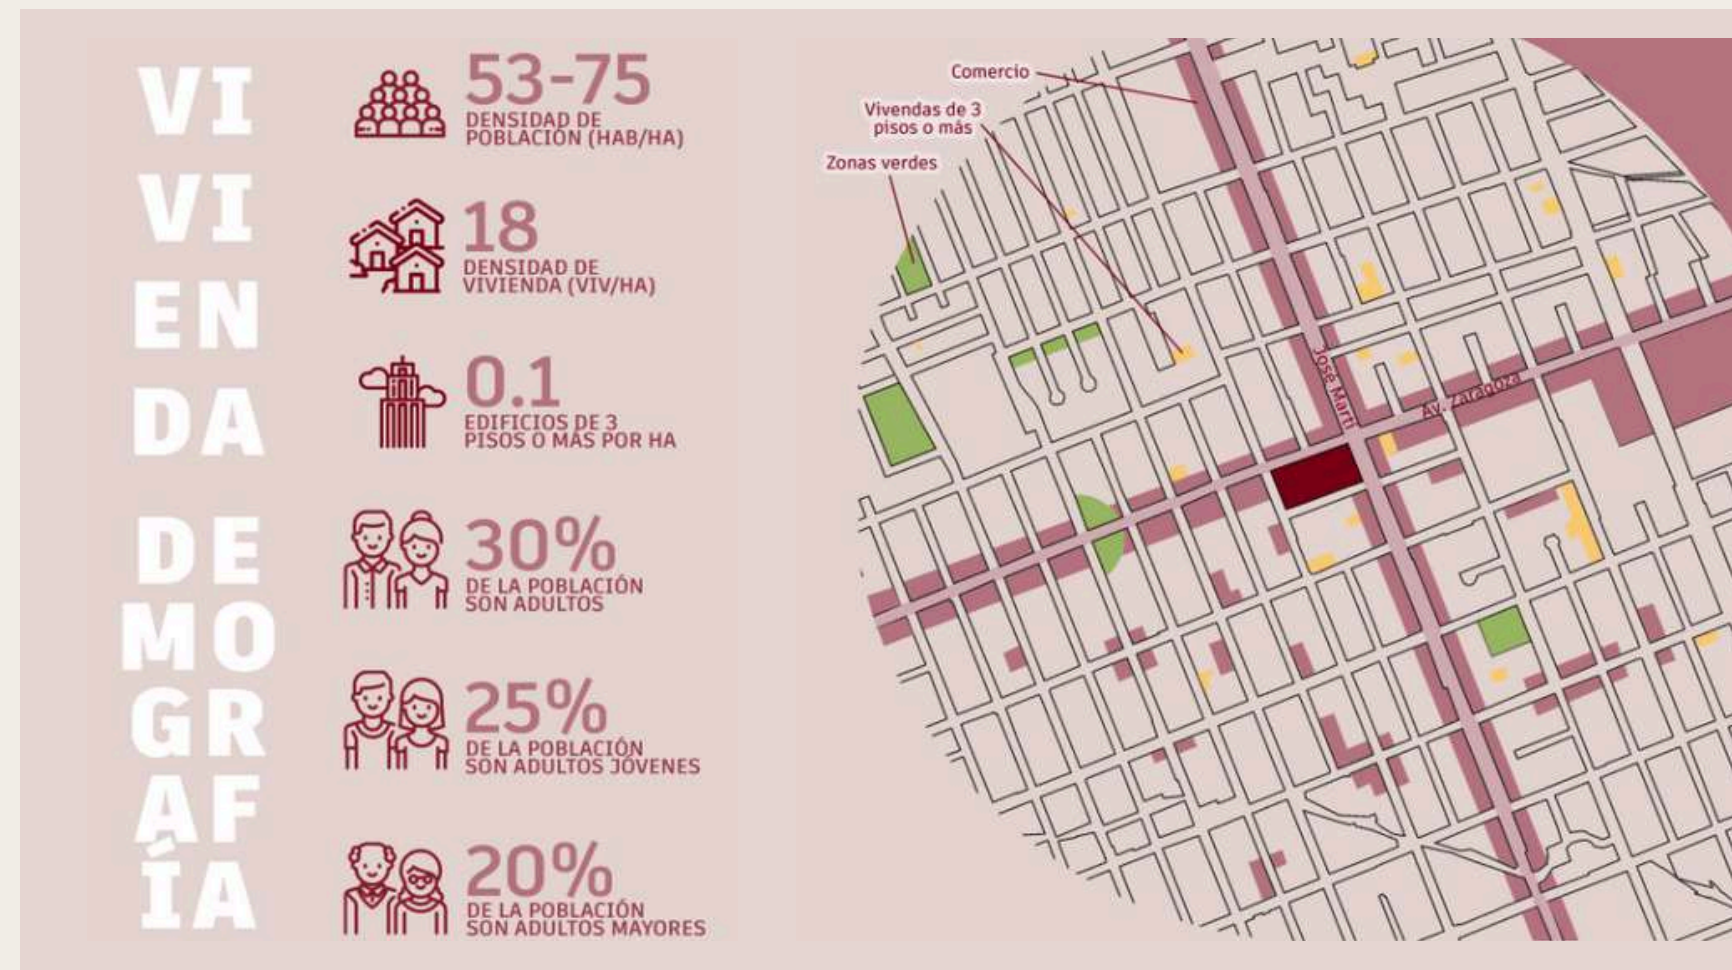 VI
VI
EN
DA
DE
MO
GR
AF
ÍA
53-75
DENSIDAD DE
POBLACIÓN (HAB/HA)
18
DENSIDAD DE
VIVIENDA (VIV/HA)
0.1
EDIFICIOS DE 3
PISOS O MÁS POR HA
30%
DE LA POBLACIÓN
SON ADULTOS
25%
DE LA POBLACIÓN
SON ADULTOS JÓVENES
20%
DE LA POBLACIÓN
SON ADULTOS MAYORES
Comercio
Vivendas de 3
pisos o más
Zonas verdes
José Martí
Av. Zaragoza